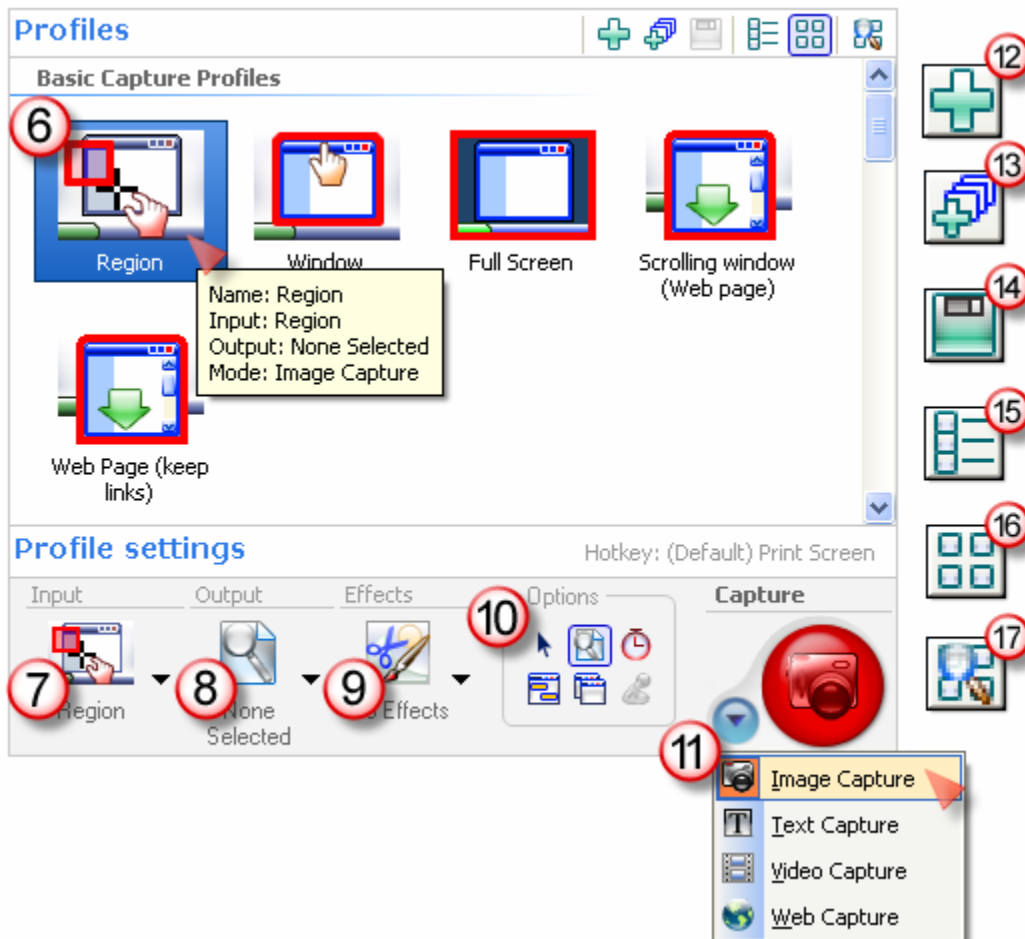 Profiles
Basic Capture Profiles
6
Region
Window
Full Screen
Scrolling window
(Web page)
Name: Region
Input: Region
Output: None Selected
Mode: Image Capture
Web Page (keep
links)
Profile settings
Hotkey: (Default) Print Screen
Input
Output
Effects
Options
Capture
7
8
9
10
Region
None
Selected
Effects
11
Image Capture
T
Text Capture
Video Capture
Web Capture
12
13
14
15
16
17